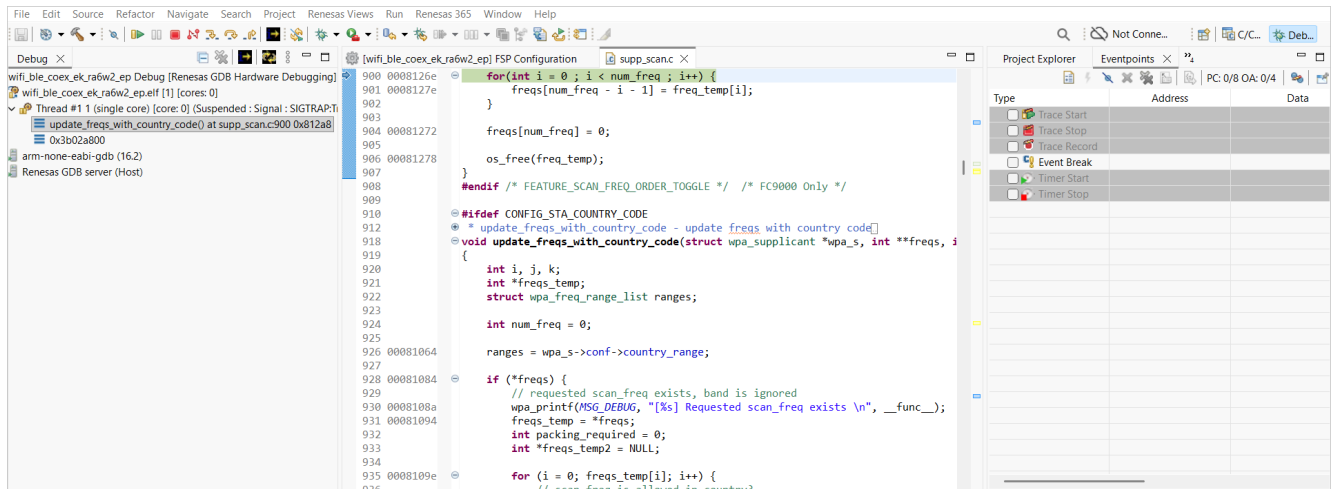 File Edit Source Refactor Navigate Search Project Renesas Views Run Renesas 365 Window Help
Not Conne... C/C... Deb...
Debug
wifi_ble_coex_ek_ra6w2_ep Debug [Renesas GDB Hardware Debugging]
wifi_ble_coex_ek_ra6w2_ep.elf [1] [cores: 0]
Thread #1 1 (single core) [core: 0] (Suspended : Signal : SIGTRAP:Tr
update_freqs_with_country_code() at supp_scan.c:900 0x812a8
0x3b02a800
arm-none-eabi-gdb (16.2)
Renesas GDB server (Host)
[wifi_ble_coex_ek_ra6w2_ep] FSP Configuration supp_scan.c
900 0008126e for(int i = 0 ; i < num_freq ; i++) {
901 0008127e freqs[num_freq - i - 1] = freq_temp[i];
902 }
903
904 00081272 freqs[num_freq] = 0;
905
906 00081278 os_free(freq_temp);
907 }
908 #endif /* FEATURE_SCAN_FREQ_ORDER_TOGGLE */ /* FC9000 Only */
909
910 #ifdef CONFIG_STA_COUNTRY_CODE
912 * update_freqs_with_country_code - update freqs with country code
918 void update_freqs_with_country_code(struct wpa_supplicant *wpa_s, int **freqs, i
919 {
920 int i, j, k;
921 int *freqs_temp;
922 struct wpa_freq_range_list ranges;
923
924 int num_freq = 0;
925
926 00081064 ranges = wpa_s->conf->country_range;
927
928 00081084 if (*freqs) {
929 // requested scan_freq exists, band is ignored
930 0008108a wpa_printf(MSG_DEBUG, "[%s] Requested scan_freq exists \n", __func__);
931 00081094 freqs_temp = *freqs;
932 int packing_required = 0;
933 int *freqs_temp2 = NULL;
934
935 0008109e for (i = 0; freqs_temp[i]; i++) {
Project Explorer Eventpoints 4
PC: 0/8 OA: 0/4
Type Address Data
Trace Start
Trace Stop
Trace Record
Event Break
Timer Start
Timer Stop